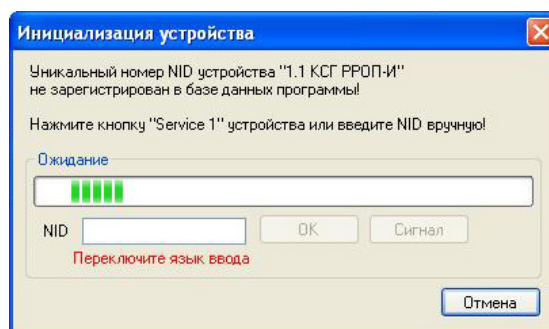 Инициализация устройства
Уникальный номер NID устройства "1.1 КСГ РРОП-И"
не зарегистрирован в базе данных программы!
Нажмите кнопку "Service 1" устройства или введите NID вручную!
Ожидание
NID
OK
Сигнал
Переключите язык ввода
Отмена